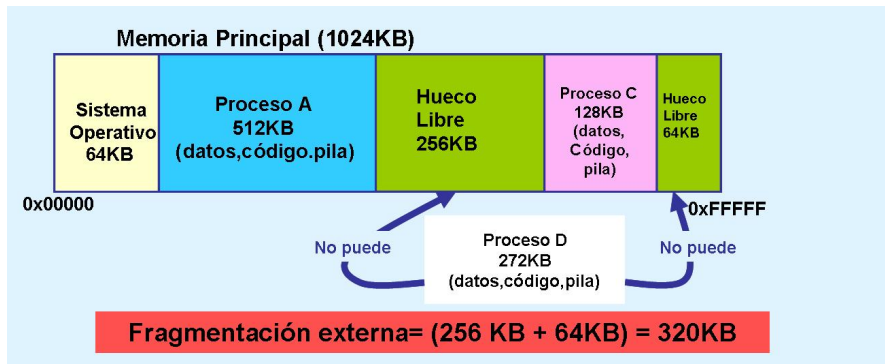 Memoria Principal (1024KB)
Sistema
Operativo
64KB
Proceso A
512KB
(datos,código.pila)
Hueco
Libre
256KB
Proceso C
128KB
(datos,
Código,
pila)
Hueco
Libre
64KB
0x00000
0xFFFFF
No puede
Proceso D
272KB
(datos,código,pila)
No puede
Fragmentación externa= (256 KB + 64KB) = 320KB